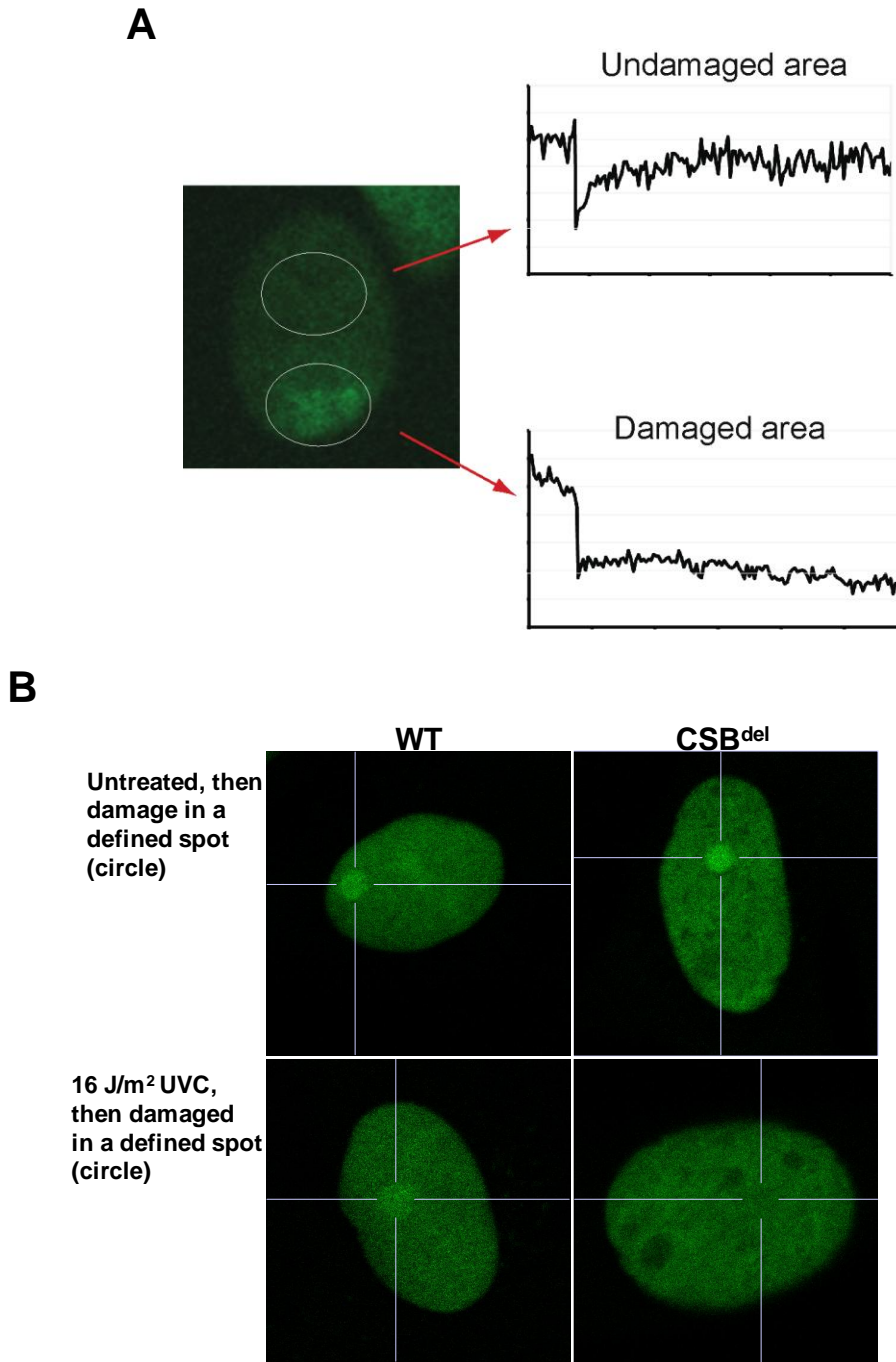 A
Undamaged area
Damaged area
B
WT
CSBdel
Untreated, then
damage in a
defined spot
(circle)
16 J/m2 UVC,
then damaged
in a defined spot
(circle)